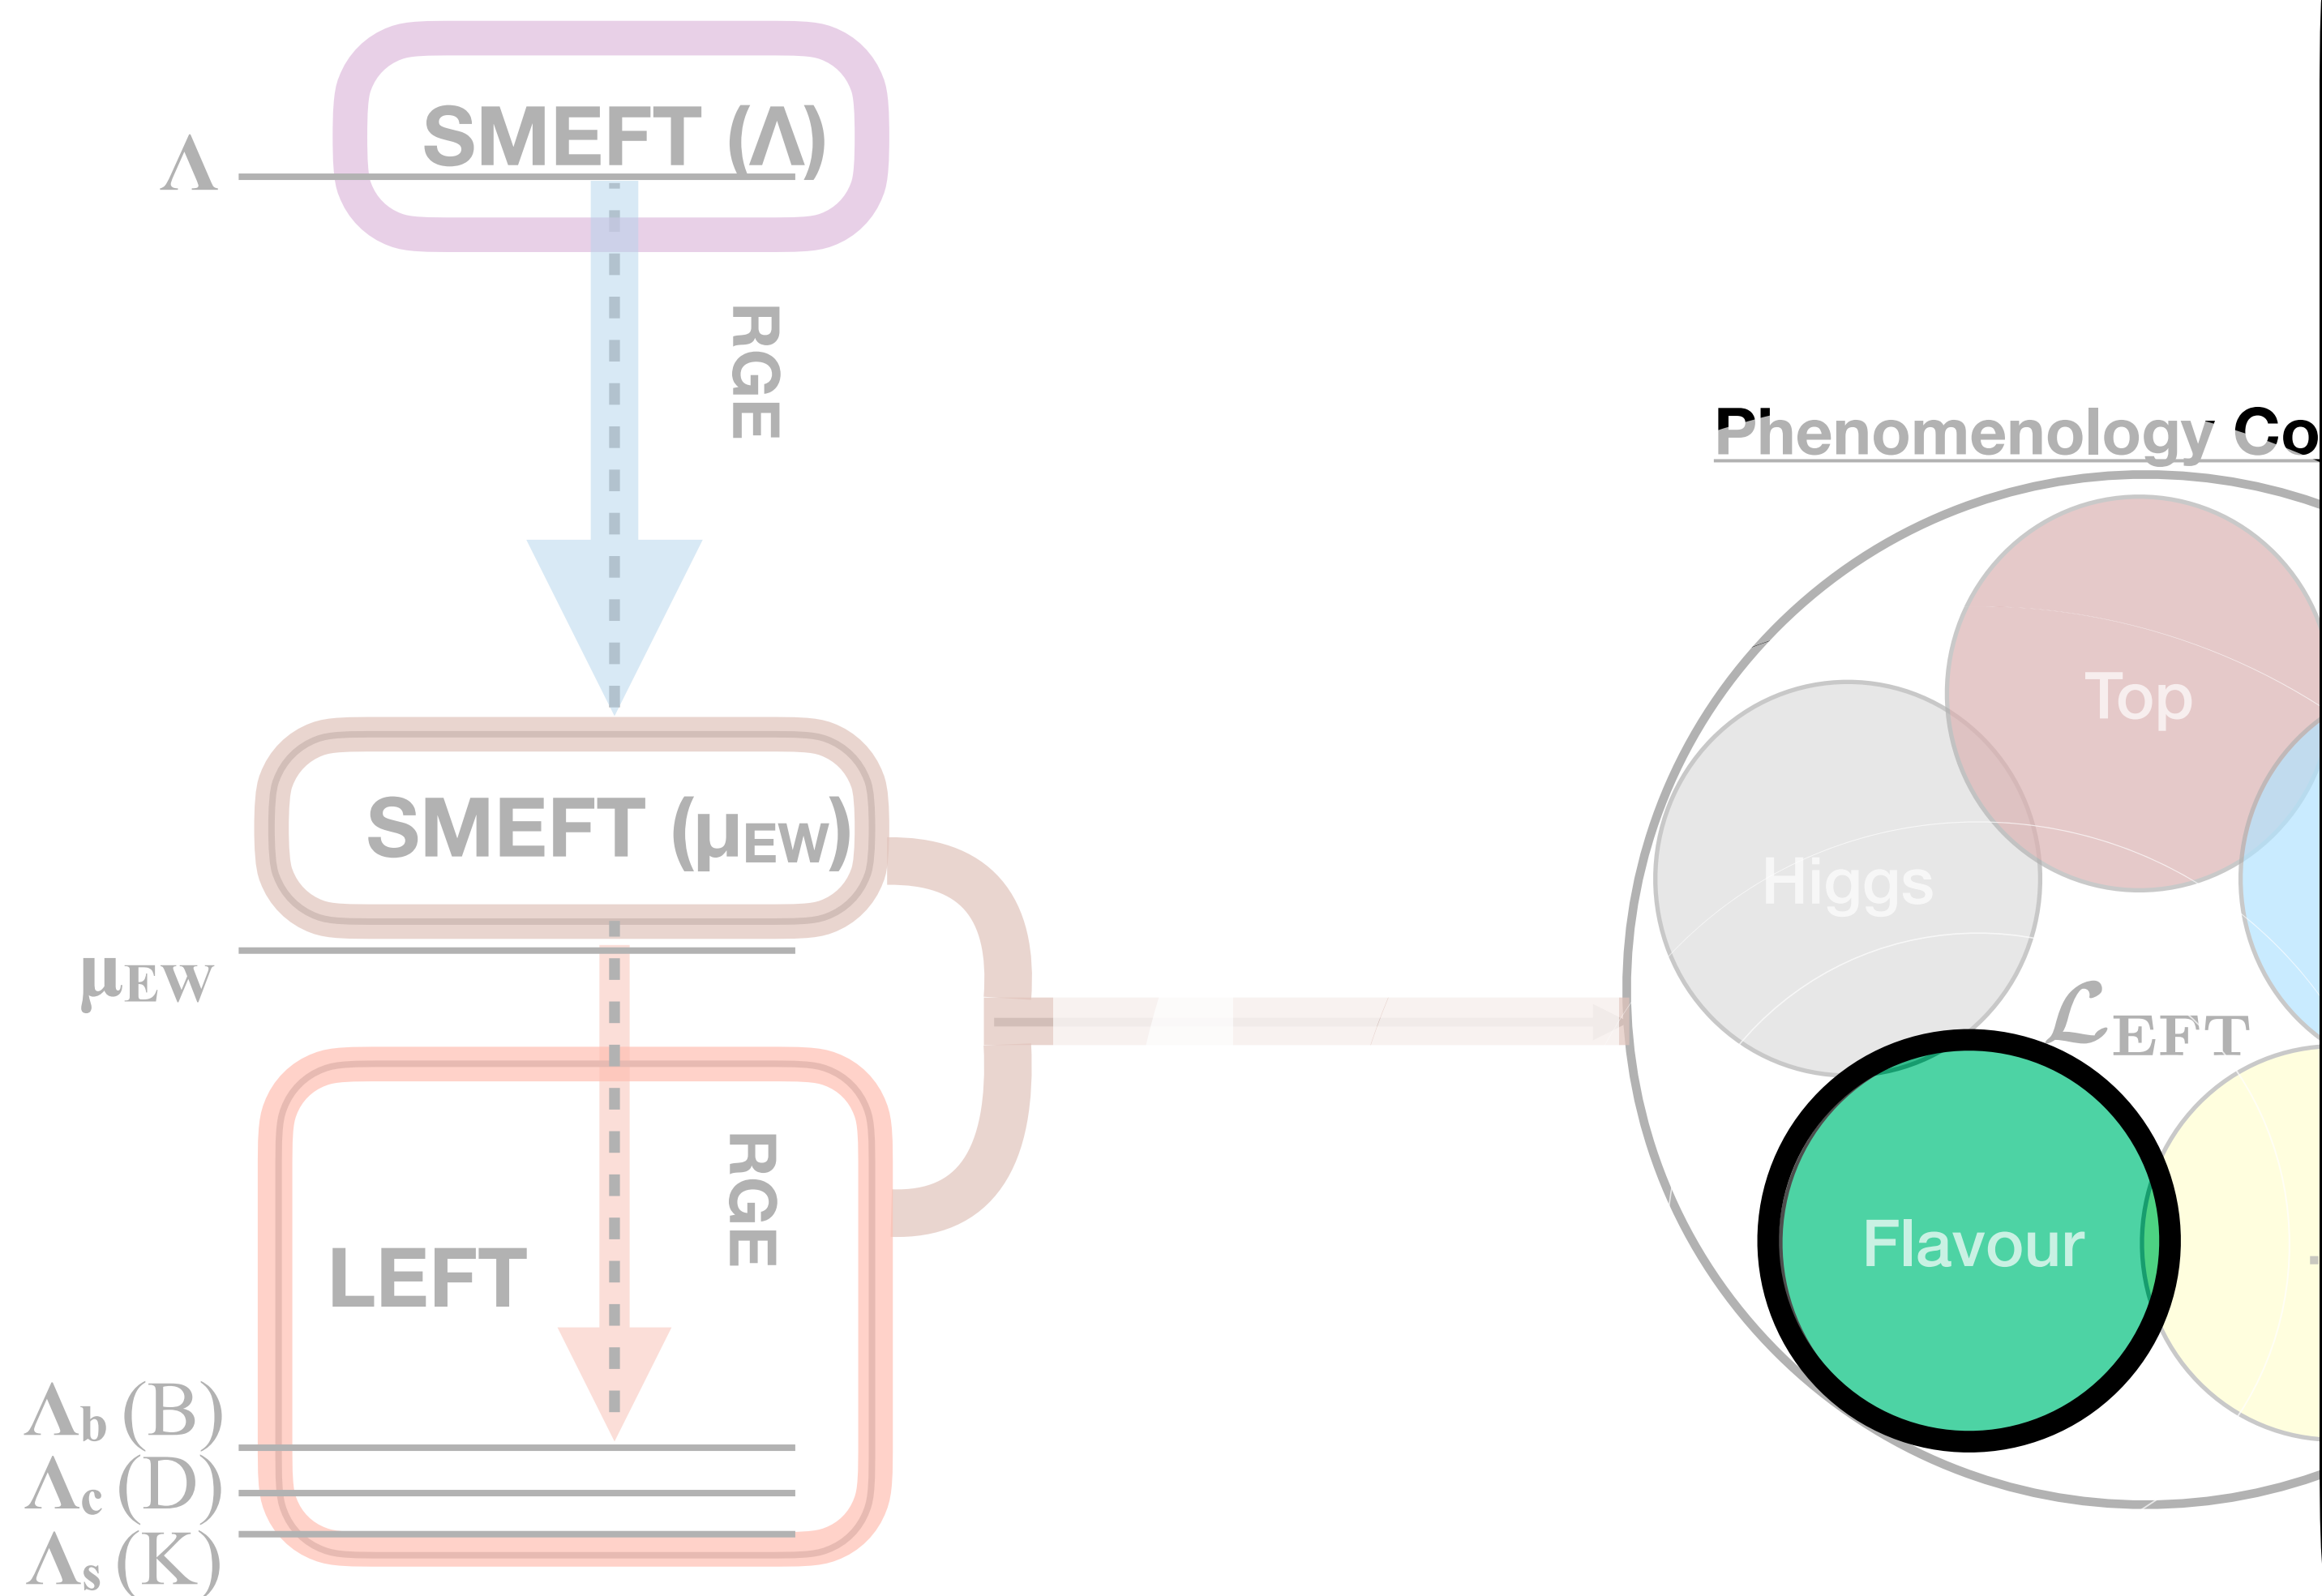 SMEFT (Λ)
Λ
RGE
Phenomenology Co
Top
SMEFT (μEW)
Higgs
μEW
ℒEFT
RGE
Flavour
LEFT
Λb (B)
Λc (D)
Λs (K)